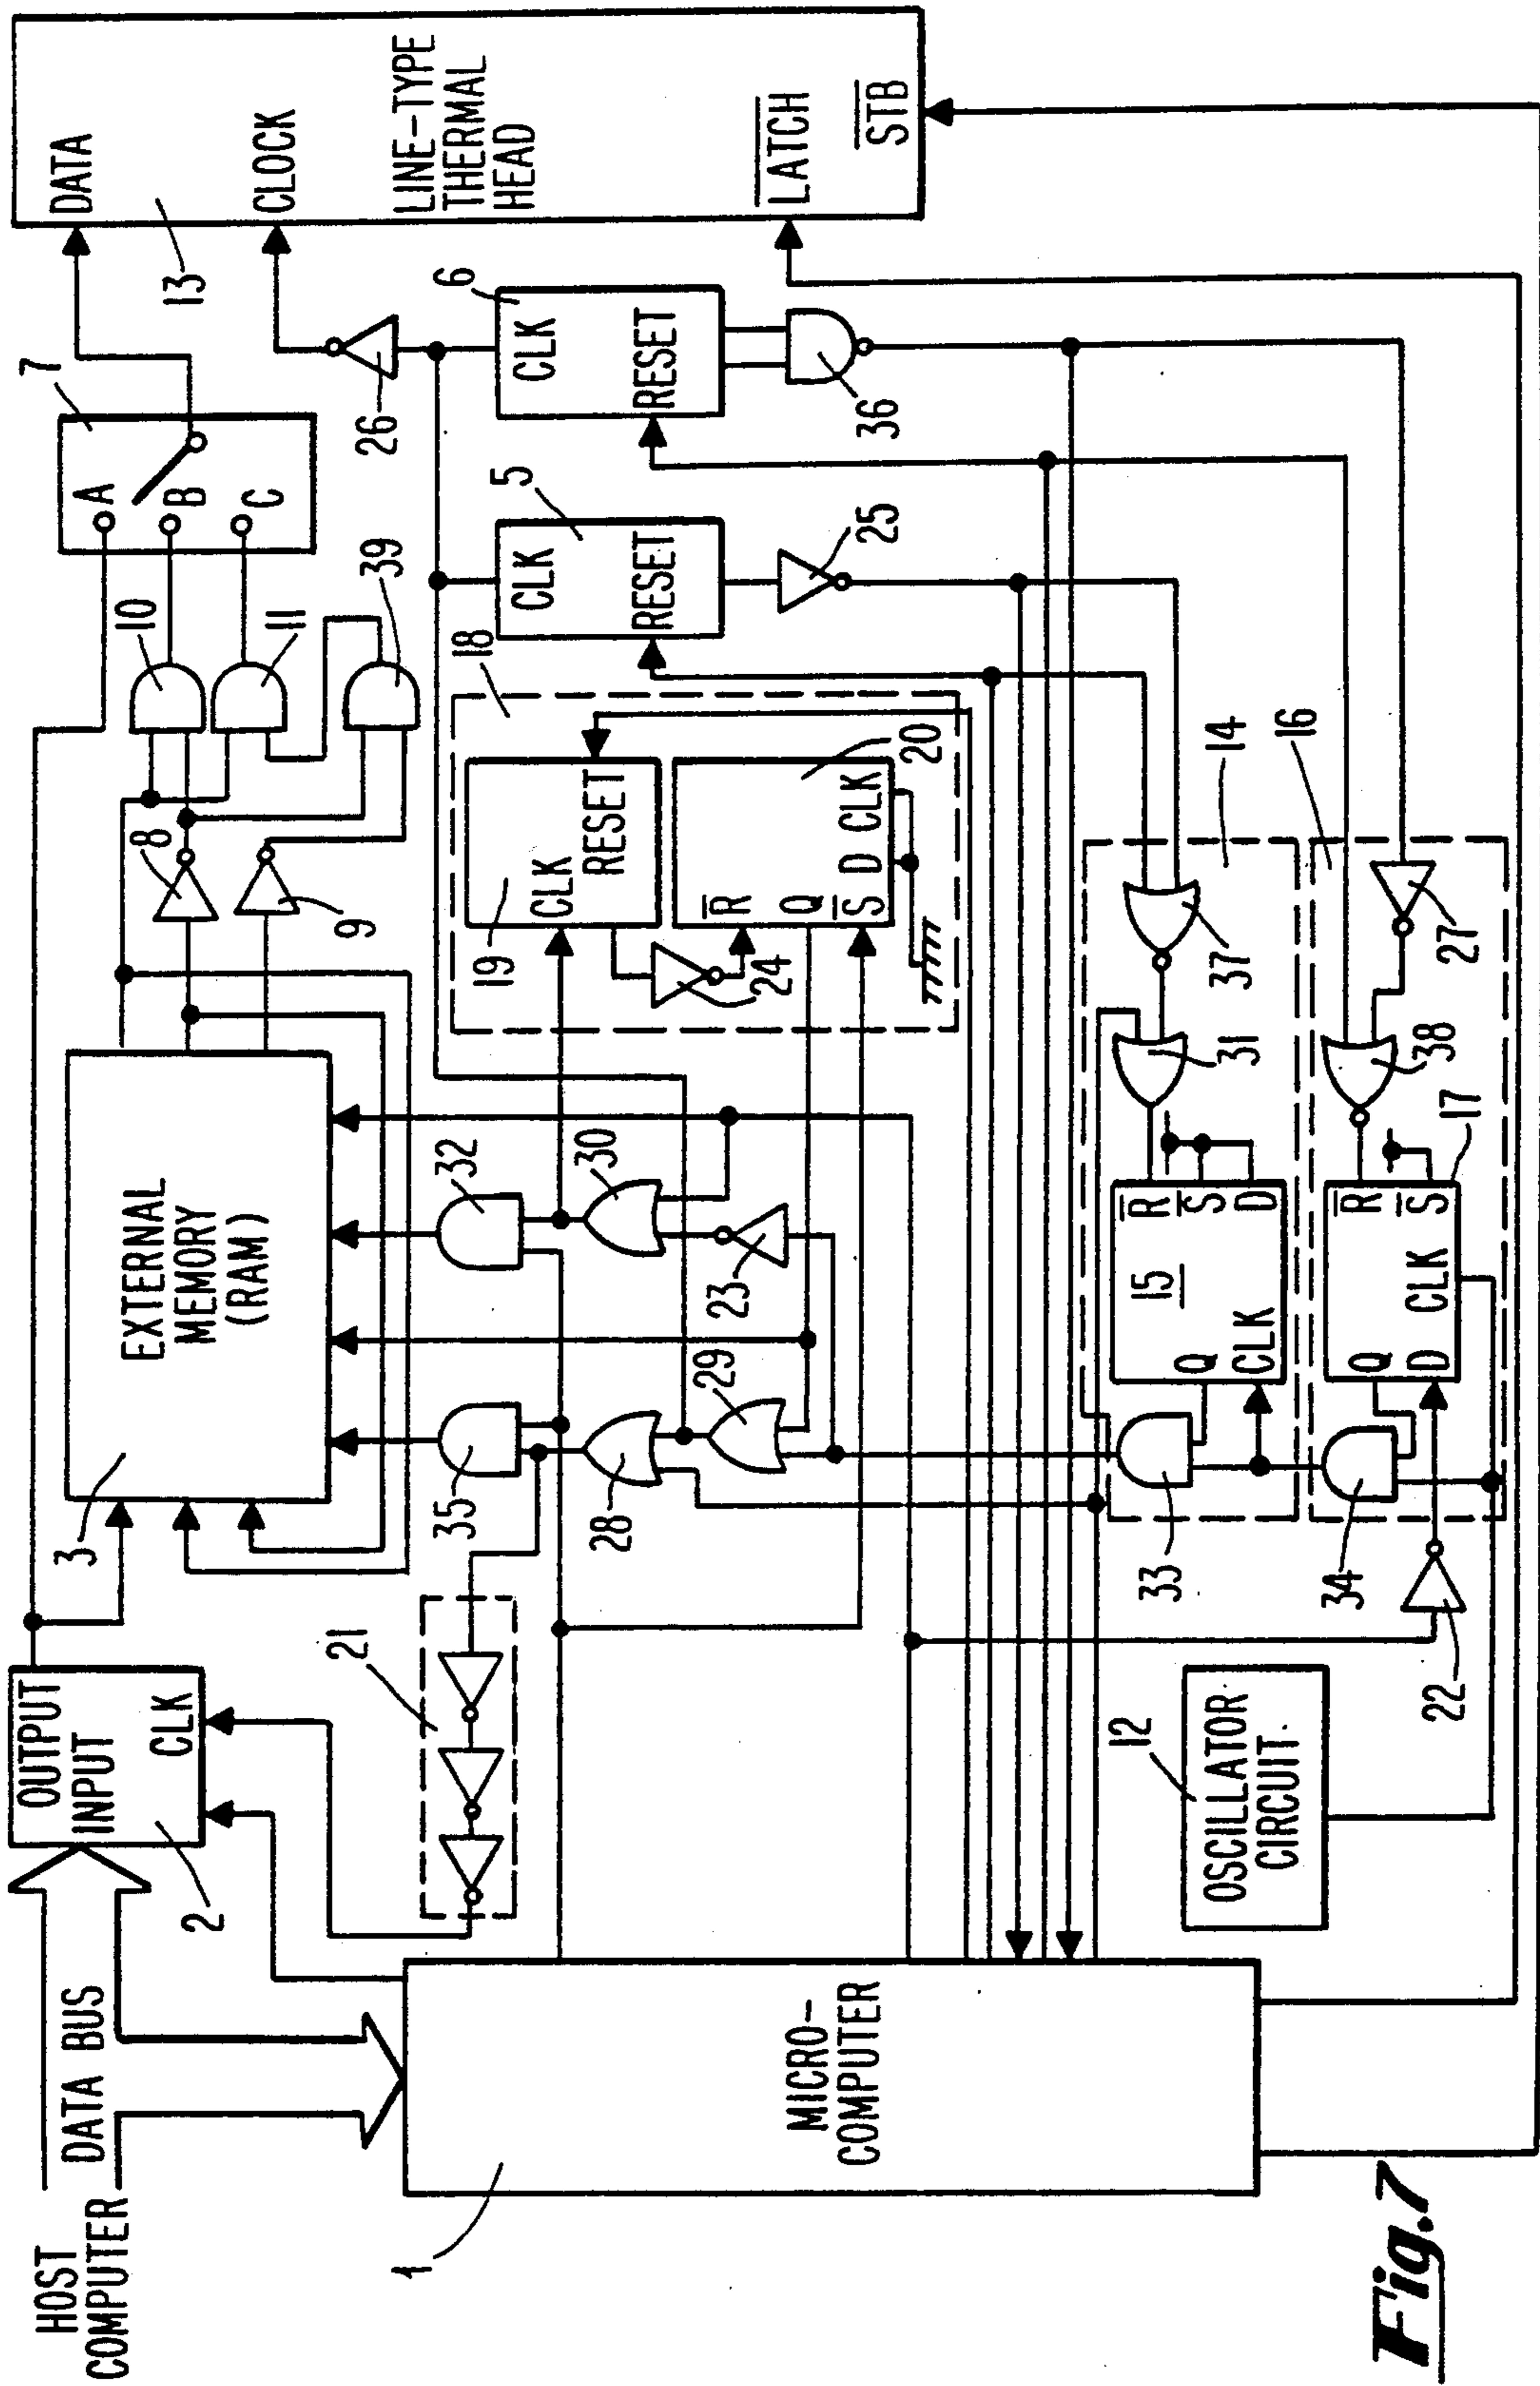 HOST
COMPUTER
DATA BUS
2
OUTPUT
INPUT
CLK
3
EXTERNAL
MEMORY
(RAM)
8
9
10
11
39
7
A
B
C
13
DATA
CLOCK
LINE-TYPE
THERMAL
HEAD
L̅A̅T̅C̅H̅
S̅T̅B̅
1
MICRO-
COMPUTER
21
35
32
28
29
30
23
18
19
CLK
RESET
24
20
R̅
Q
S̅
D
CLK
5
CLK
RESET
25
26
6
CLK
RESET
36
12
OSCILLATOR
CIRCUIT
22
14
33
15
Q
CLK
R̅
S̅
D
31
37
16
34
17
Q
D
CLK
R̅
S̅
38
27
Fig.7